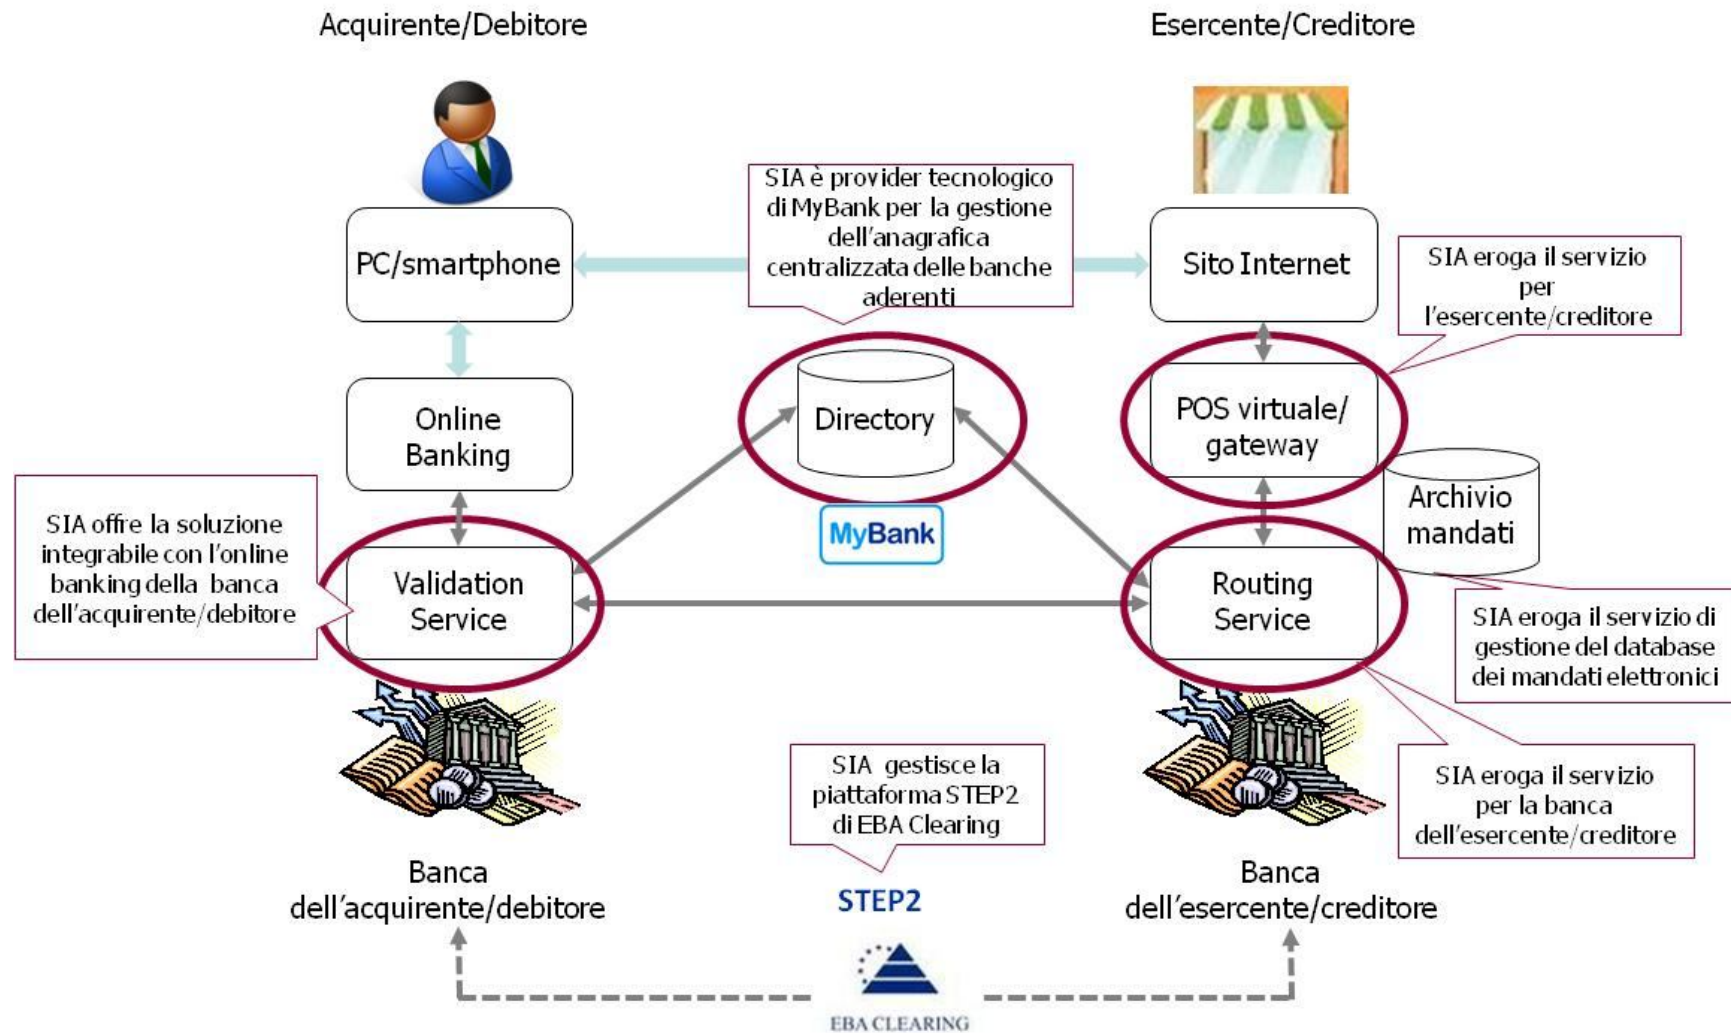 Acquirente/Debitore
Esercente/Creditore
SIA è provider tecnologico
di MyBank per la gestione
dell'anagrafica
centralizzata delle banche
aderenti
PC/smartphone
Sito Internet
SIA eroga il servizio
per
l'esercente/creditore
Online
Banking
Directory
POS virtuale/
gateway
Archivio
mandati
MyBank
SIA offre la soluzione
integrabile con l'online
banking della banca
dell'acquirente/debitore
Validation
Service
Routing
Service
SIA eroga il servizio di
gestione del database
dei mandati elettronici
SIA gestisce la
piattaforma STEP2
di EBA Clearing
SIA eroga il servizio
per la banca
dell'esercente/creditore
Banca
dell'acquirente/debitore
STEP2
Banca
dell'esercente/creditore
EBA CLEARING